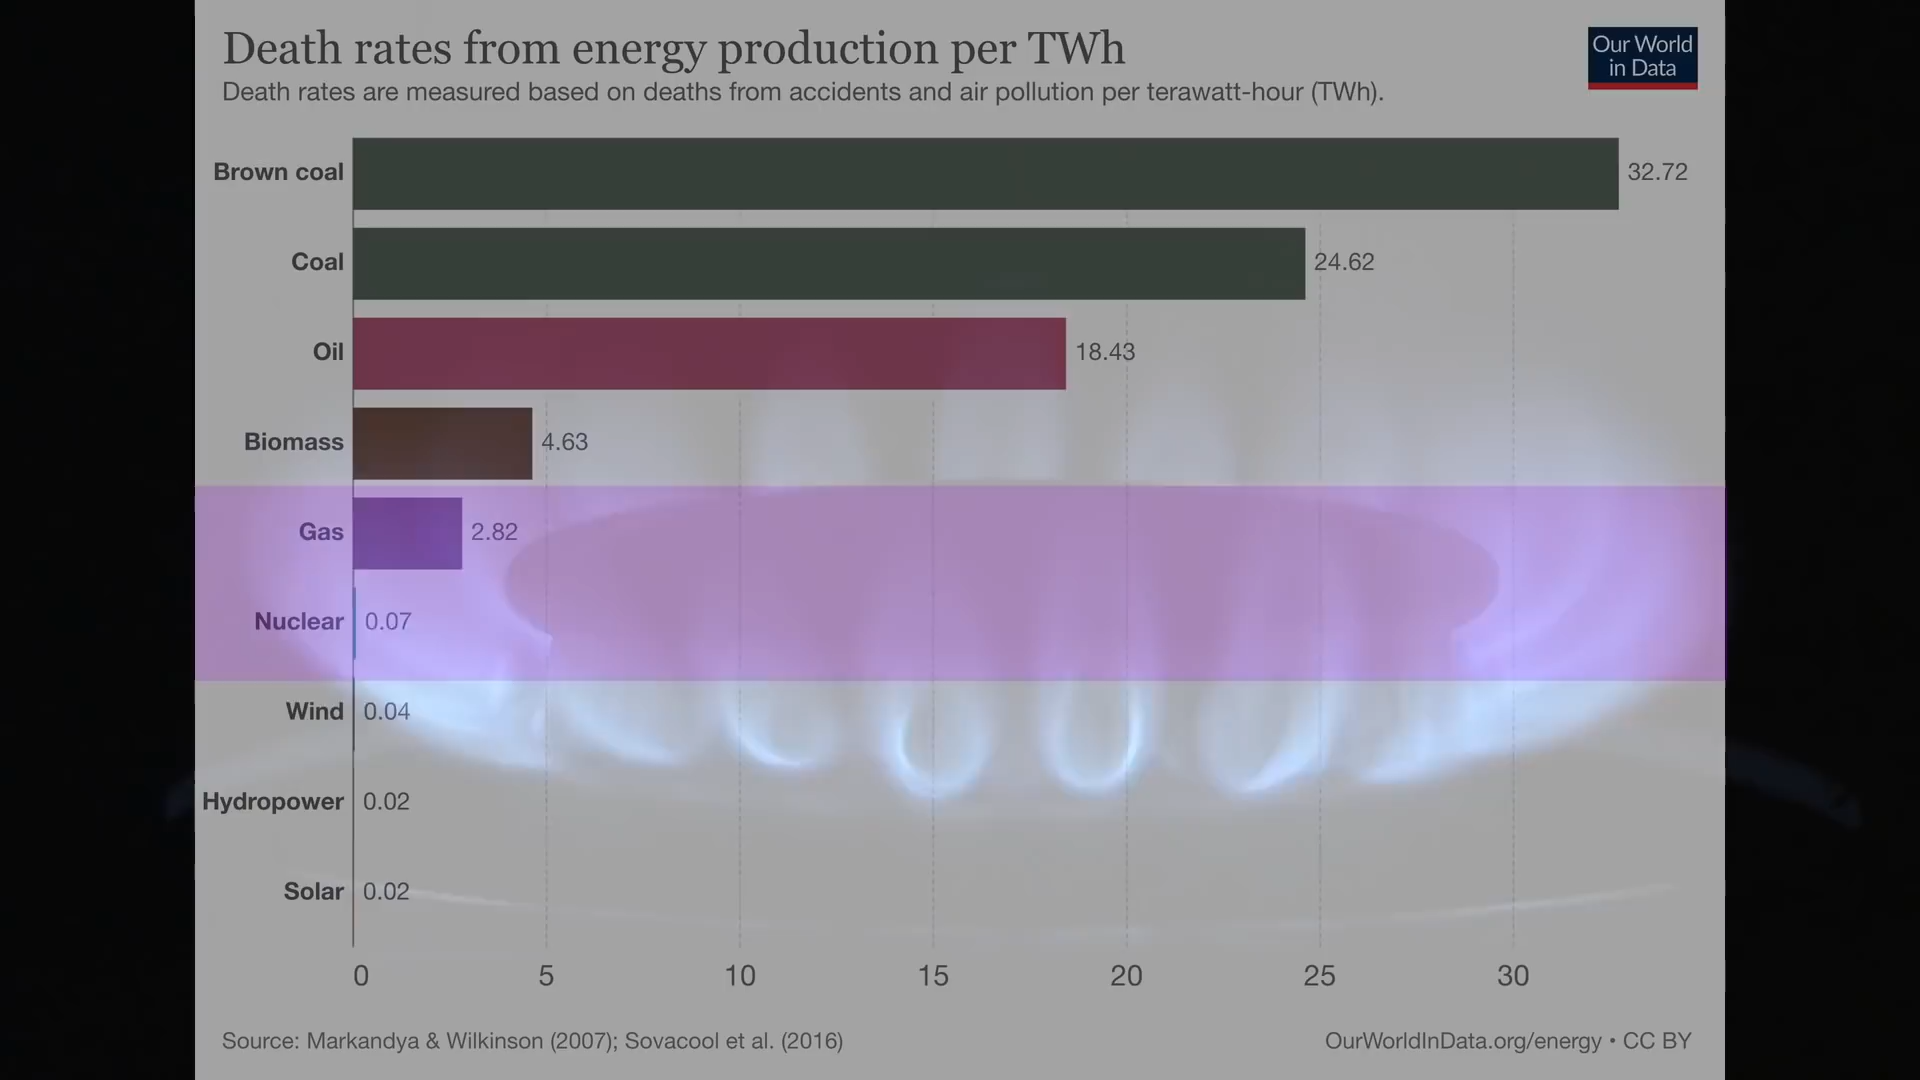 Death rates from energy production per TWh
Our World
in Data
Death rates are measured based on deaths from accidents and air pollution per terawatt-hour (TWh).
Brown coal 32.72
Coal 24.62
Oil 18.43
Biomass 4.63
Gas 2.82
Nuclear 0.07
Wind 0.04
Hydropower 0.02
Solar 0.02
0 5 10 15 20 25 30
Source: Markandya & Wilkinson (2007); Sovacool et al. (2016)
OurWorldInData.org/energy • CC BY